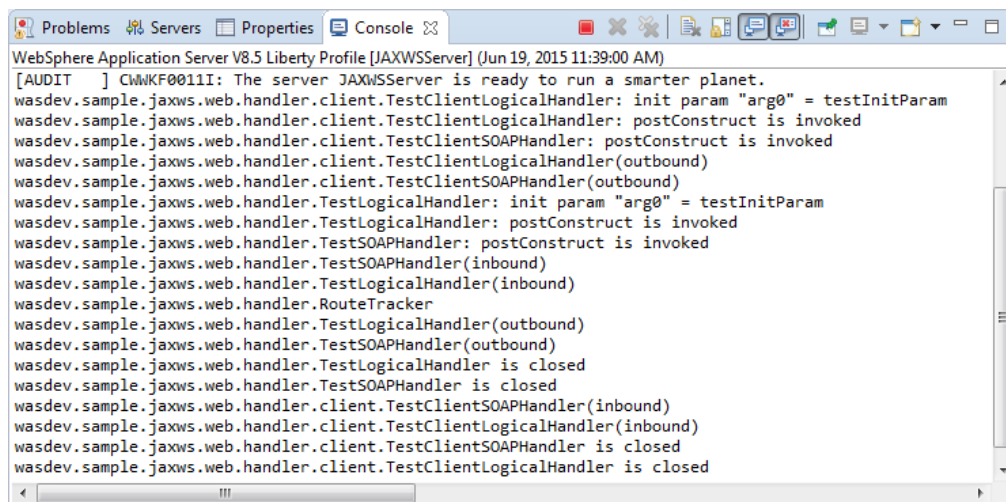 Problems Servers Properties Console
WebSphere Application Server V8.5 Liberty Profile [JAXWSServer] (Jun 19, 2015 11:39:00 AM)
[AUDIT   ] CWWKF0011I: The server JAXWSServer is ready to run a smarter planet.
wasdev.sample.jaxws.web.handler.client.TestClientLogicalHandler: init param "arg0" = testInitParam
wasdev.sample.jaxws.web.handler.client.TestClientLogicalHandler: postConstruct is invoked
wasdev.sample.jaxws.web.handler.client.TestClientSOAPHandler: postConstruct is invoked
wasdev.sample.jaxws.web.handler.client.TestClientLogicalHandler(outbound)
wasdev.sample.jaxws.web.handler.client.TestClientSOAPHandler(outbound)
wasdev.sample.jaxws.web.handler.TestLogicalHandler: init param "arg0" = testInitParam
wasdev.sample.jaxws.web.handler.TestLogicalHandler: postConstruct is invoked
wasdev.sample.jaxws.web.handler.TestSOAPHandler: postConstruct is invoked
wasdev.sample.jaxws.web.handler.TestSOAPHandler(inbound)
wasdev.sample.jaxws.web.handler.TestLogicalHandler(inbound)
wasdev.sample.jaxws.web.handler.RouteTracker
wasdev.sample.jaxws.web.handler.TestLogicalHandler(outbound)
wasdev.sample.jaxws.web.handler.TestSOAPHandler(outbound)
wasdev.sample.jaxws.web.handler.TestLogicalHandler is closed
wasdev.sample.jaxws.web.handler.TestSOAPHandler is closed
wasdev.sample.jaxws.web.handler.client.TestClientSOAPHandler(inbound)
wasdev.sample.jaxws.web.handler.client.TestClientLogicalHandler(inbound)
wasdev.sample.jaxws.web.handler.client.TestClientSOAPHandler is closed
wasdev.sample.jaxws.web.handler.client.TestClientLogicalHandler is closed